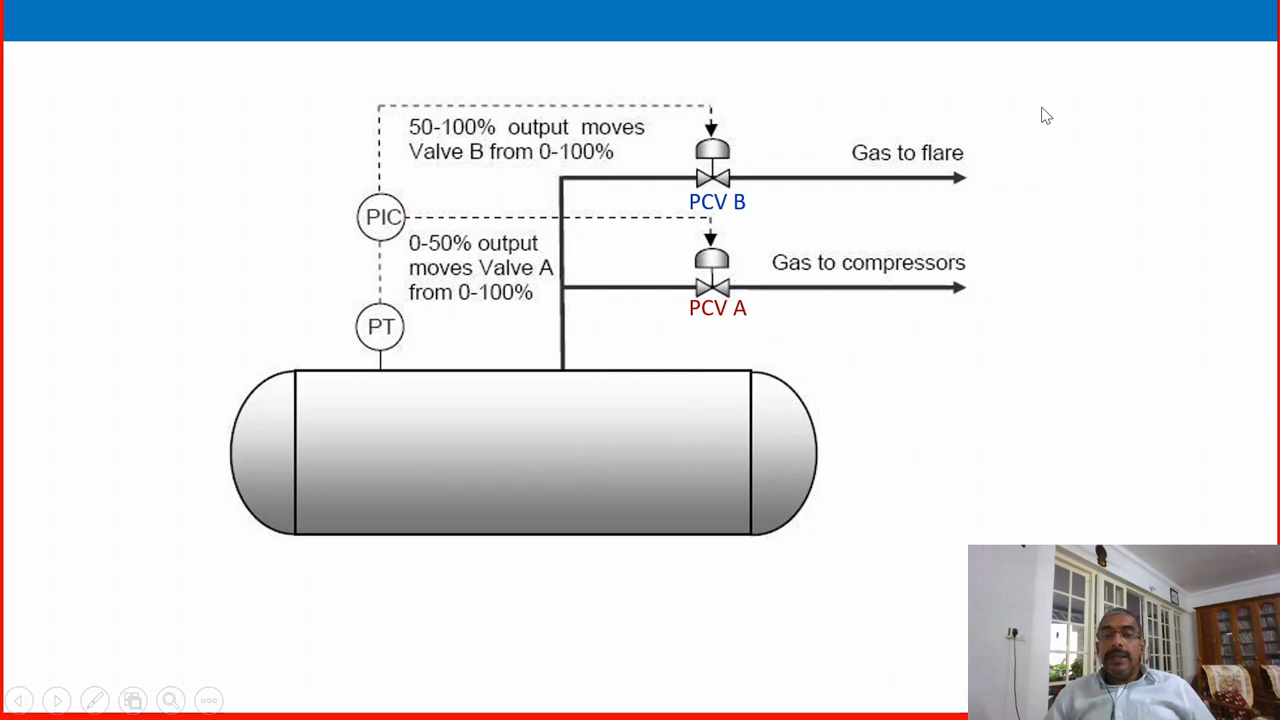 50-100% output moves
Valve B from 0-100%
Gas to flare
PCV B
PIC
0-50% output
moves Valve A
from 0-100%
Gas to compressors
PCV A
PT